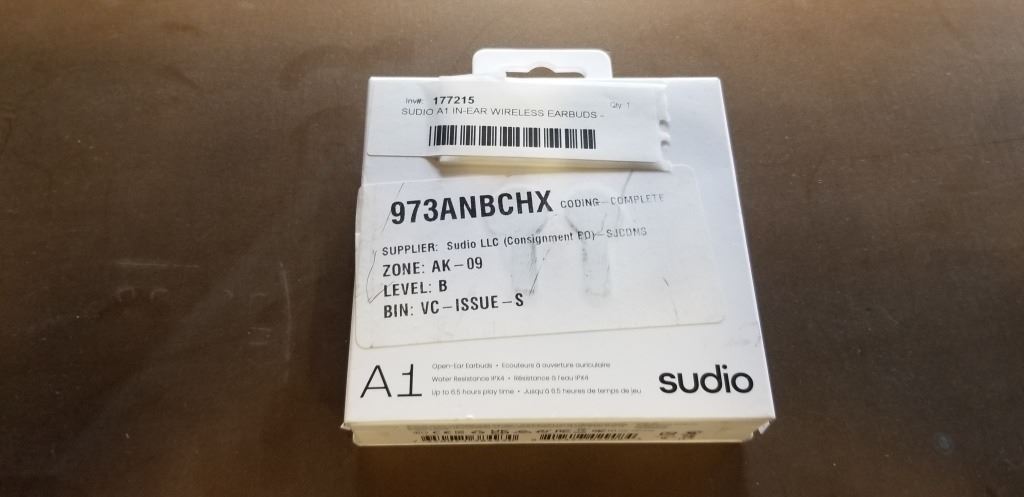 Inv#: 177215 Qty: 1
SUDIO A1 IN-EAR WIRELESS EARBUDS -
973ANBCHX CODING-COMPLETE
SUPPLIER: Sudio LLC (Consignment PO)-SJCDMS
ZONE: AK-09
LEVEL: B
BIN: VC-ISSUE-S
A1
Open-Ear Earbuds • Écouteurs à ouverture auriculaire
Water Resistance IPX4 • Résistance à l'eau IPX4
Up to 6.5 hours play time • Jusqu'à 6.5 heures de temps de jeu
sudio